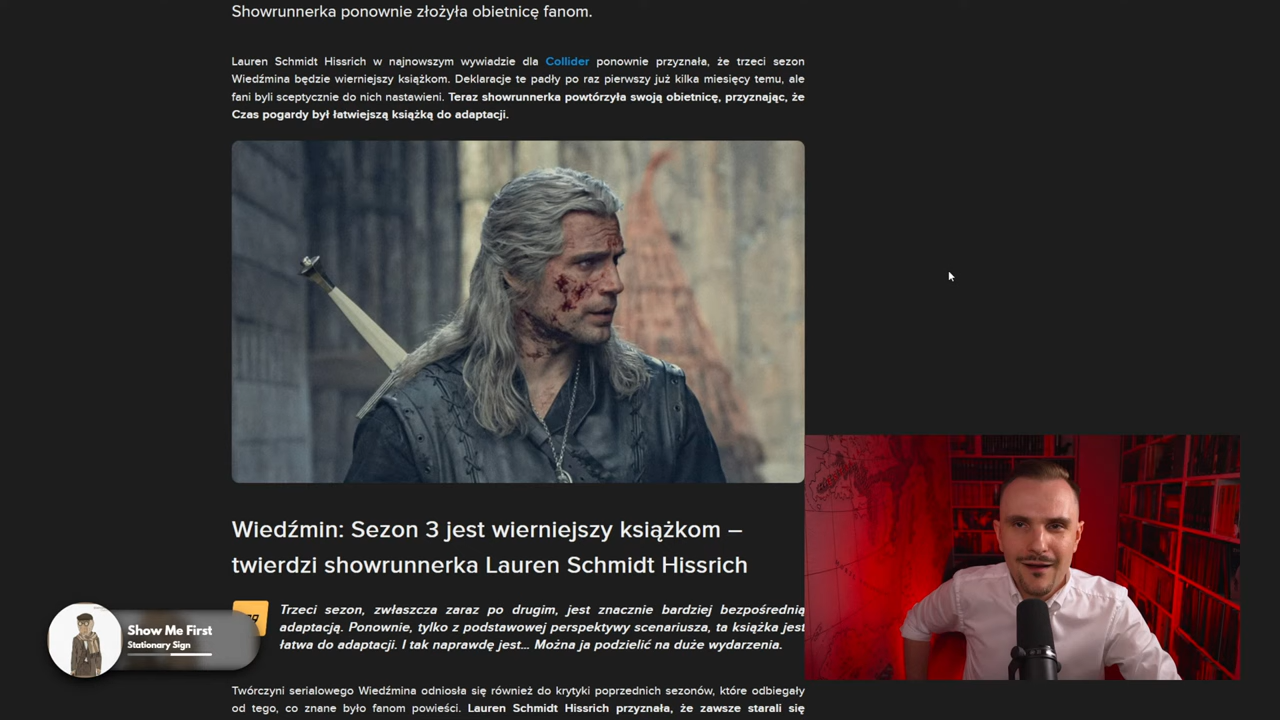 Showrunnerka ponownie złożyła obietnicę fanom.
Lauren Schmidt Hissrich w najnowszym wywiadzie dla Collider ponownie przyznała, że trzeci sezon
Wiedźmina będzie wierniejszy książkom. Deklaracje te padły po raz pierwszy już kilka miesięcy temu, ale
fani byli sceptycznie do nich nastawieni. Teraz showrunnerka powtórzyła swoją obietnicę, przyznając, że
Czas pogardy był łatwiejszą książką do adaptacji.
Wiedźmin: Sezon 3 jest wierniejszy książkom –
twierdzi showrunnerka Lauren Schmidt Hissrich
Trzeci sezon, zwłaszcza zaraz po drugim, jest znacznie bardziej bezpośrednią
adaptacją. Ponownie, tylko z podstawowej perspektywy scenariusza, ta książka jest
łatwa do adaptacji. I tak naprawdę jest... Można ja podzielić na duże wydarzenia.
Show Me First
Stationary Sign
Twórczyni serialowego Wiedźmina odniosła się również do krytyki poprzednich sezonów, które odbiegały
od tego, co znane było fanom powieści. Lauren Schmidt Hissrich przyznała, że zawsze starali się